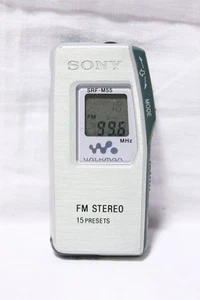 SONY
SRF-M55
FM
99.6
MHz
WALKMAN
MODE
FM STEREO
15 PRESETS